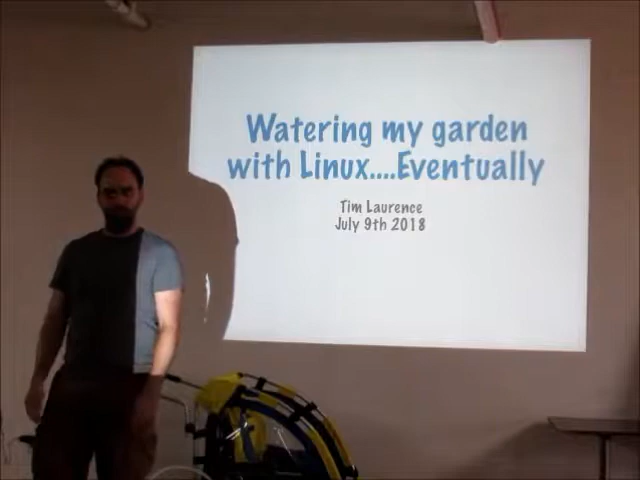 Watering my garden
with Linux....Eventually
Tim Laurence
July 9th 2018